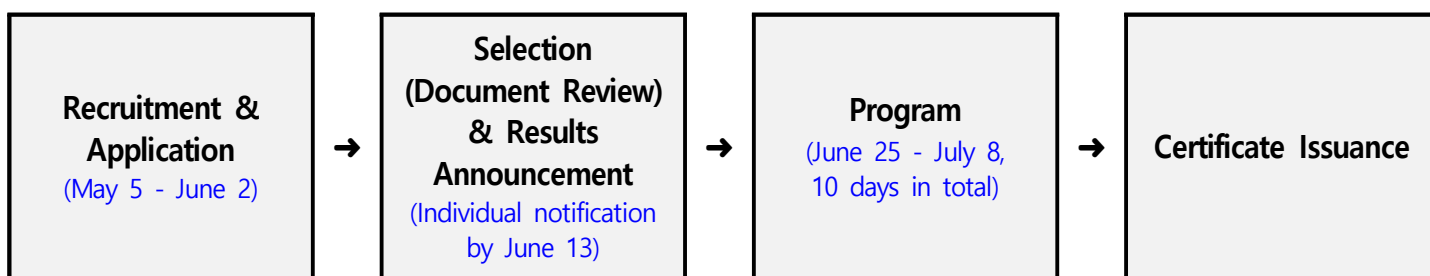 Recruitment &
Application
(May 5 - June 2)
➜
Selection
(Document Review)
& Results
Announcement
(Individual notification
by June 13)
➜
Program
(June 25 - July 8,
10 days in total)
➜
Certificate Issuance